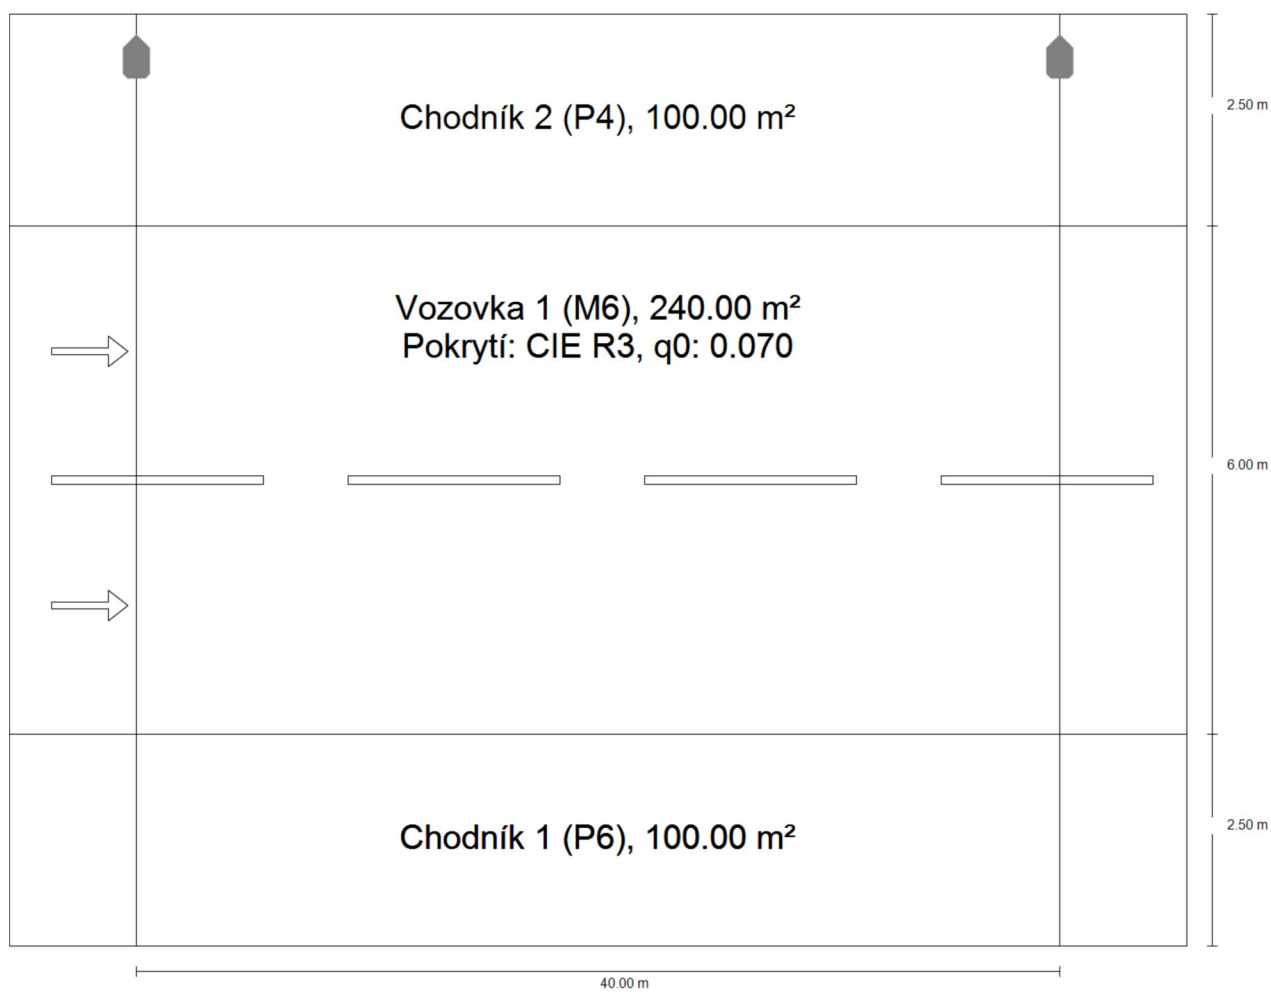 Chodník 2 (P4), 100.00 m²
2.50 m
Vozovka 1 (M6), 240.00 m²
Pokrytí: CIE R3, q0: 0.070
6.00 m
Chodník 1 (P6), 100.00 m²
2.50 m
40.00 m